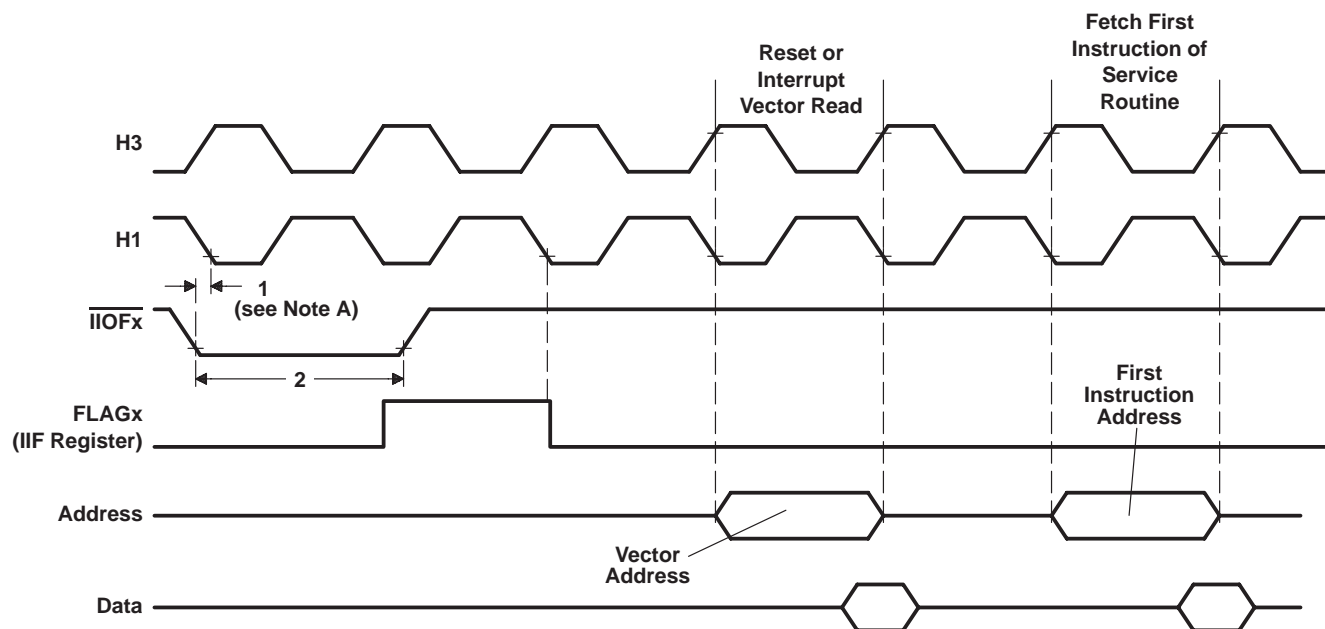 Fetch First
Instruction of
Service
Routine
Reset or
Interrupt
Vector Read
H3
H1
1
(see Note A)
IIOFx
2
FLAGx
(IIF Register)
First
Instruction
Address
Address
Vector
Address
Data